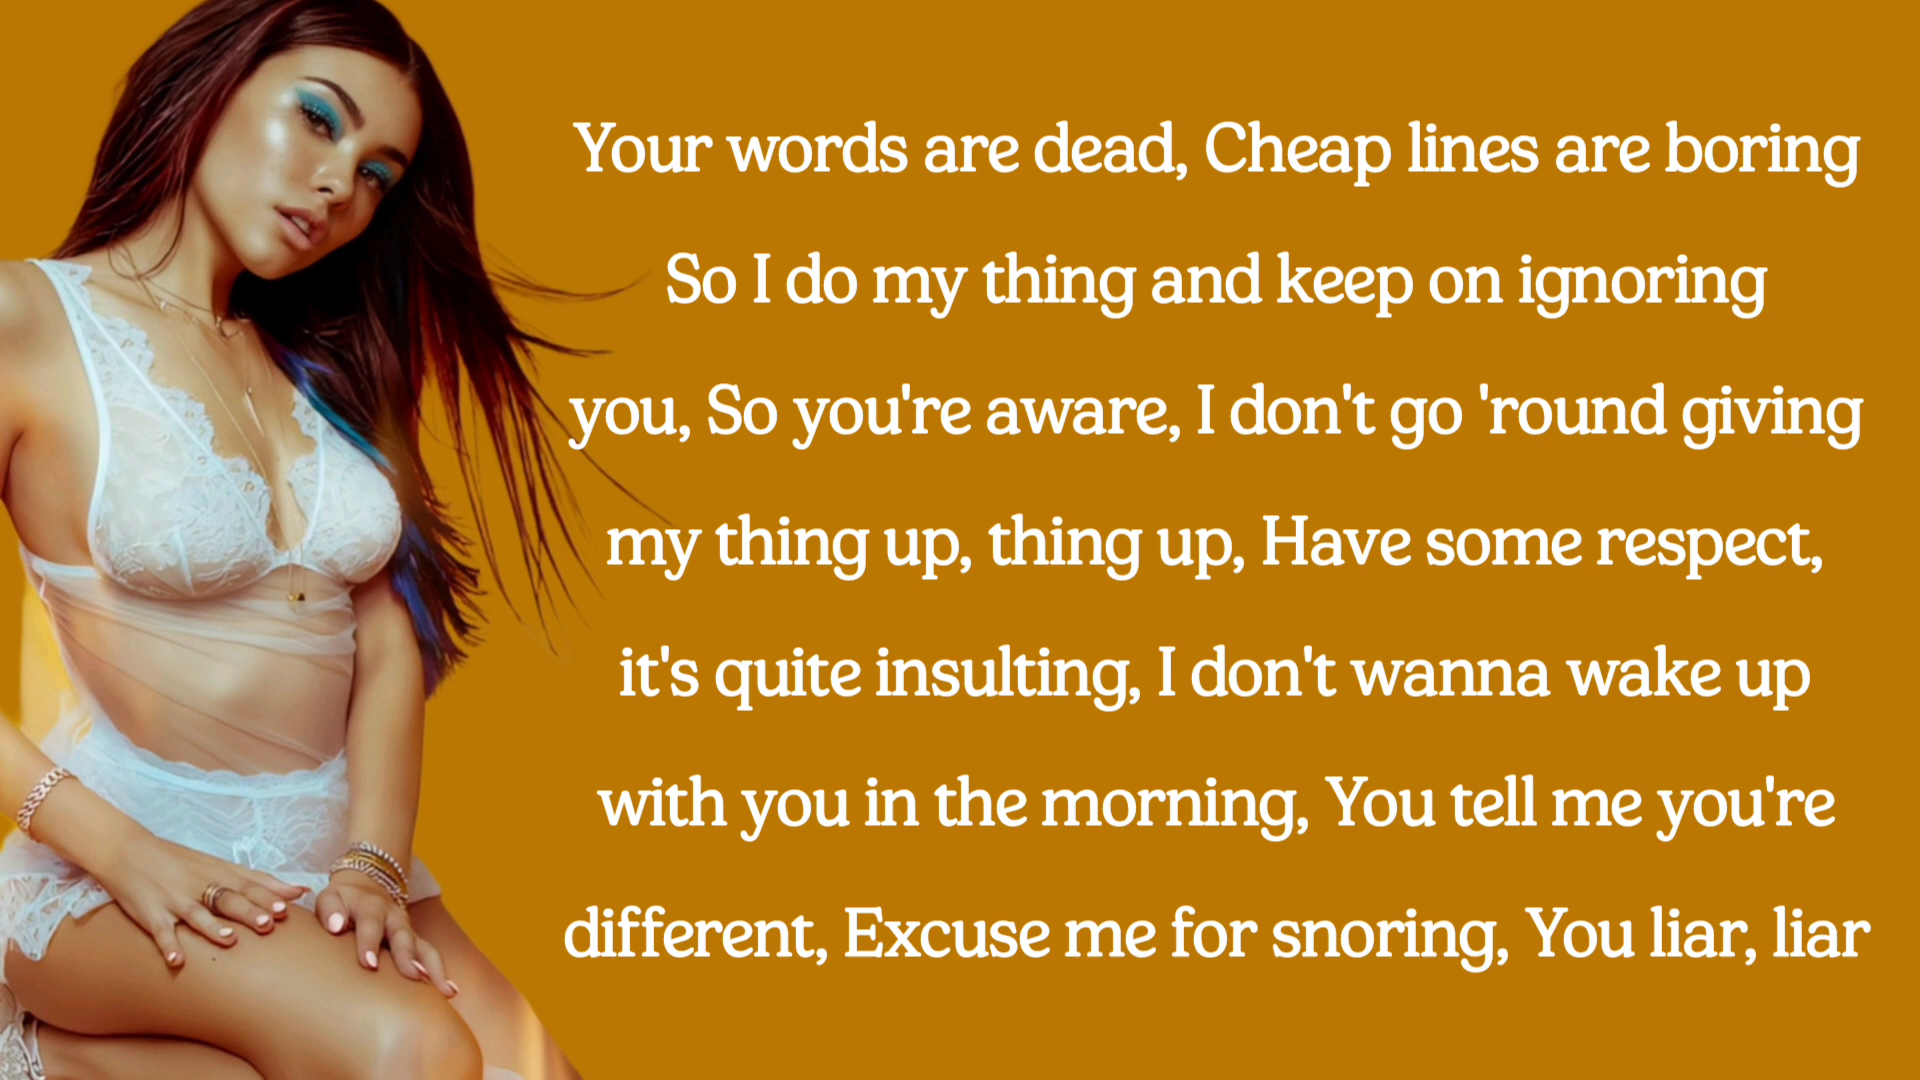 Your words are dead, Cheap lines are boring
So I do my thing and keep on ignoring
you, So you're aware, I don't go 'round giving
my thing up, thing up, Have some respect,
it's quite insulting, I don't wanna wake up
with you in the morning, You tell me you're
different, Excuse me for snoring, You liar, liar